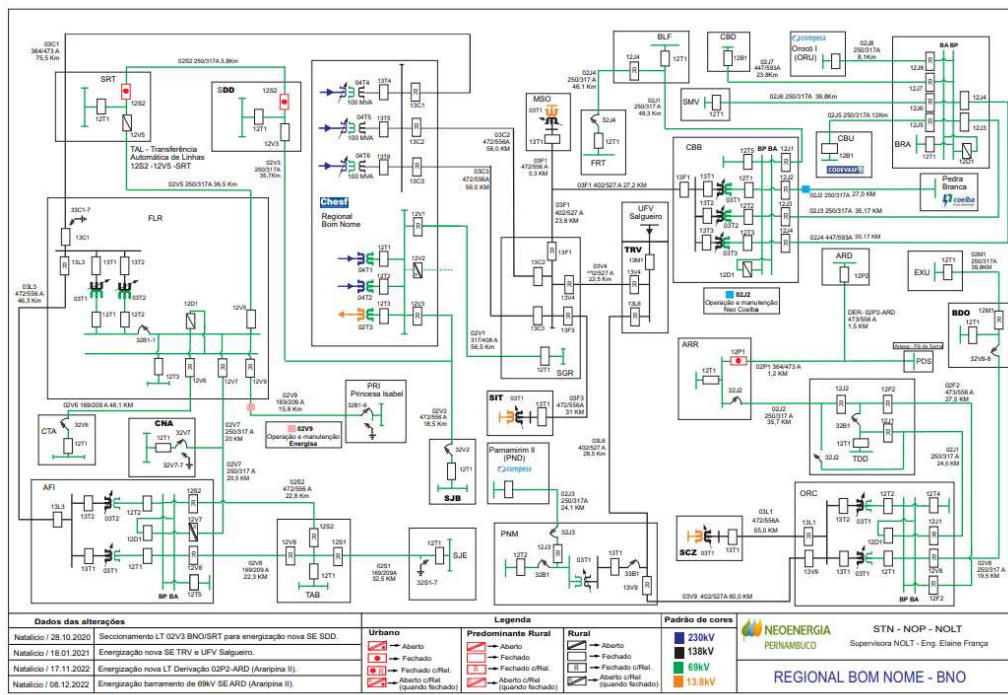 03C1
364/473 A
75,5 Km
02S2 250/317A 3.8Km
SRT
12S2
12T1
12V5
TAL - Transferência
Automática de Linhas
12S2 -12V5 -SRT
SDD
12S2
12T1
12V3
02V3
250/317A
35,7Km
02V5 250/317A 36,5 Km
04T4
100 MVA
13T4
13C1
04T5
100 MVA
13T5
13C2
04T6
100 MVA
13T6
13C3
Chesf
Regional
Bom Nome
12V1
12T1
12V2
04T1
12T2
04T2
12T3
12V3
02T3
03C2
472/556 A
56,0 Km
03C3
472/556A
56,0 Km
02V1
317/408 A
56,5 Km
MSO
03T1
13T1
03F1
472/556 A
0,3 KM
BLF
12J4
12T1
02J4
250/317 A
46,1 Km
02J1
250/317 A
49,3 Km
32J4
12T1
FRT
CBD
12B1
02J7
447/593A
23,8Km
compesa
Orocó I
(ORU)
02J8
250/317A
8,1Km
SMV
12T1
02J6 250/317A 39,8Km
02J5 250/317A 12Km
CBU
12B1
CODEVASF
BA BP
12J8
12J7
12J6
12J5
12J4
12J3
BRA
12T1
12D1
CBB
BP BA
12T5
12J1
13F1
13T1
12T1
12J2
03T1
13T2
12T2
12J3
03T2
13T3
12T3
12J4
03T3
12D1
02J2 250/317A 27,0 KM
02J3 250/317A 36,17 KM
02J4 447/593A 35,17 KM
Pedra
Branca
coelba
02J2
Operação e manutenção
Neo Coelba
03F1 402/527 A 27,2 KM
03F1
402/527 A
23,8 KM
UFV
Salgueiro
TRV
13M1
13V4
13L6
13F1
13C2
03V4
22,5 Km
13V4
13C3
13F3
12T1
SGR
33C1-7
FLR
13C1
13L3
13T1
13T2
03T1
03T2
12T1
12T2
12D1
12V5
32B1-1
12T3
12V6
12V7
12V9
03L3
472/556 A
46,3 Km
02V6 169/209 A 46,1 KM
CTA
32V6
12T1
CNA
12T1
32V7
32V7-7
02V7
250/317 A
20 KM
02V9
169/209 A
15,8 Km
02V9
Operação e manutenção
Energisa
PRI
Princesa Isabel
32B1-9
02V7
250/317 A
20,5 KM
02V2
472/556 A
18,5 Km
32V2
12T1
SJB
AFI
13L3
13T2
03T2
12T2
12S2
12V7
12D1
13T1
03T1
12T1
12V8
12T5
BP BA
02S2
472/556 A
22,8 Km
02V8
169/209 A
22,3 KM
12S2
12V8
12S1
12T1
TAB
02S1
169/209A
32,5 KM
12T1
SJE
32S1-7
SIT
03T1
13T1
03F3
472/556A
31 KM
03L6
402/527 A
28,5 Km
Parnamirim II
(PND)
compesa
12T1
02J3
250/317A
24,1 KM
PNM
32J3
12T2
12J3
32B1
03T1
13T1
33B1
13V9
SCZ
03T1
13T1
03L1
472/556A
55,0 KM
03V9 402/527A 60,0 KM
ARD
12P2
DER- 02P2-ARD
473/556 A
1.5 KM
ARR
12P1
12T1
32J2
02P1 364/473 A
1,2 KM
PDS
EXU
12T1
02M1
250/317A
39,8KM
BDO
12M1
12T1
32V8-8
02J2
250/317 A
35,7 KM
12J2
12F2
32B1
12J1
12T1
TDD
32J2
02F2
473/556 A
27,5 KM
02J1
250/317 A
24,5 KM
ORC
13L1
13T2
03T2
12T2
12T4
12J1
12D1
13V9
13T1
03T1
12T1
12V8
12F2
BP BA
02V8
250/317 A
19,5 KM
Dados das alterações
Natalicio / 28.10.2020 Seccionamento LT 02V3 BNO/SRT para energização nova SE SDD.
Natalicio / 18.01.2021 Energização nova SE TRV e UFV Salgueiro.
Natalicio / 17.11.2022 Energização nova LT Derivação 02P2-ARD (Araripina II).
Natalicio / 08.12.2022 Energização barramento de 69kV SE ARD (Araripina II).
Legenda
Urbano
Aberto
Fechado
Fechado c/Rel.
Aberto c/Rel
(quando fechado)
Predominante Rural
Aberto
Fechado
Fechado c/Rel.
Aberto c/Rel
(quando fechado)
Rural
Aberto
Fechado
Fechado c/Rel.
Aberto c/Rel
(quando fechado)
Padrão de cores
230kV
138kV
69kV
13.8kV
NEOENERGIA
PERNAMBUCO
STN - NOP - NOLT
Supervisora NOLT - Eng. Elaine França
REGIONAL BOM NOME - BNO